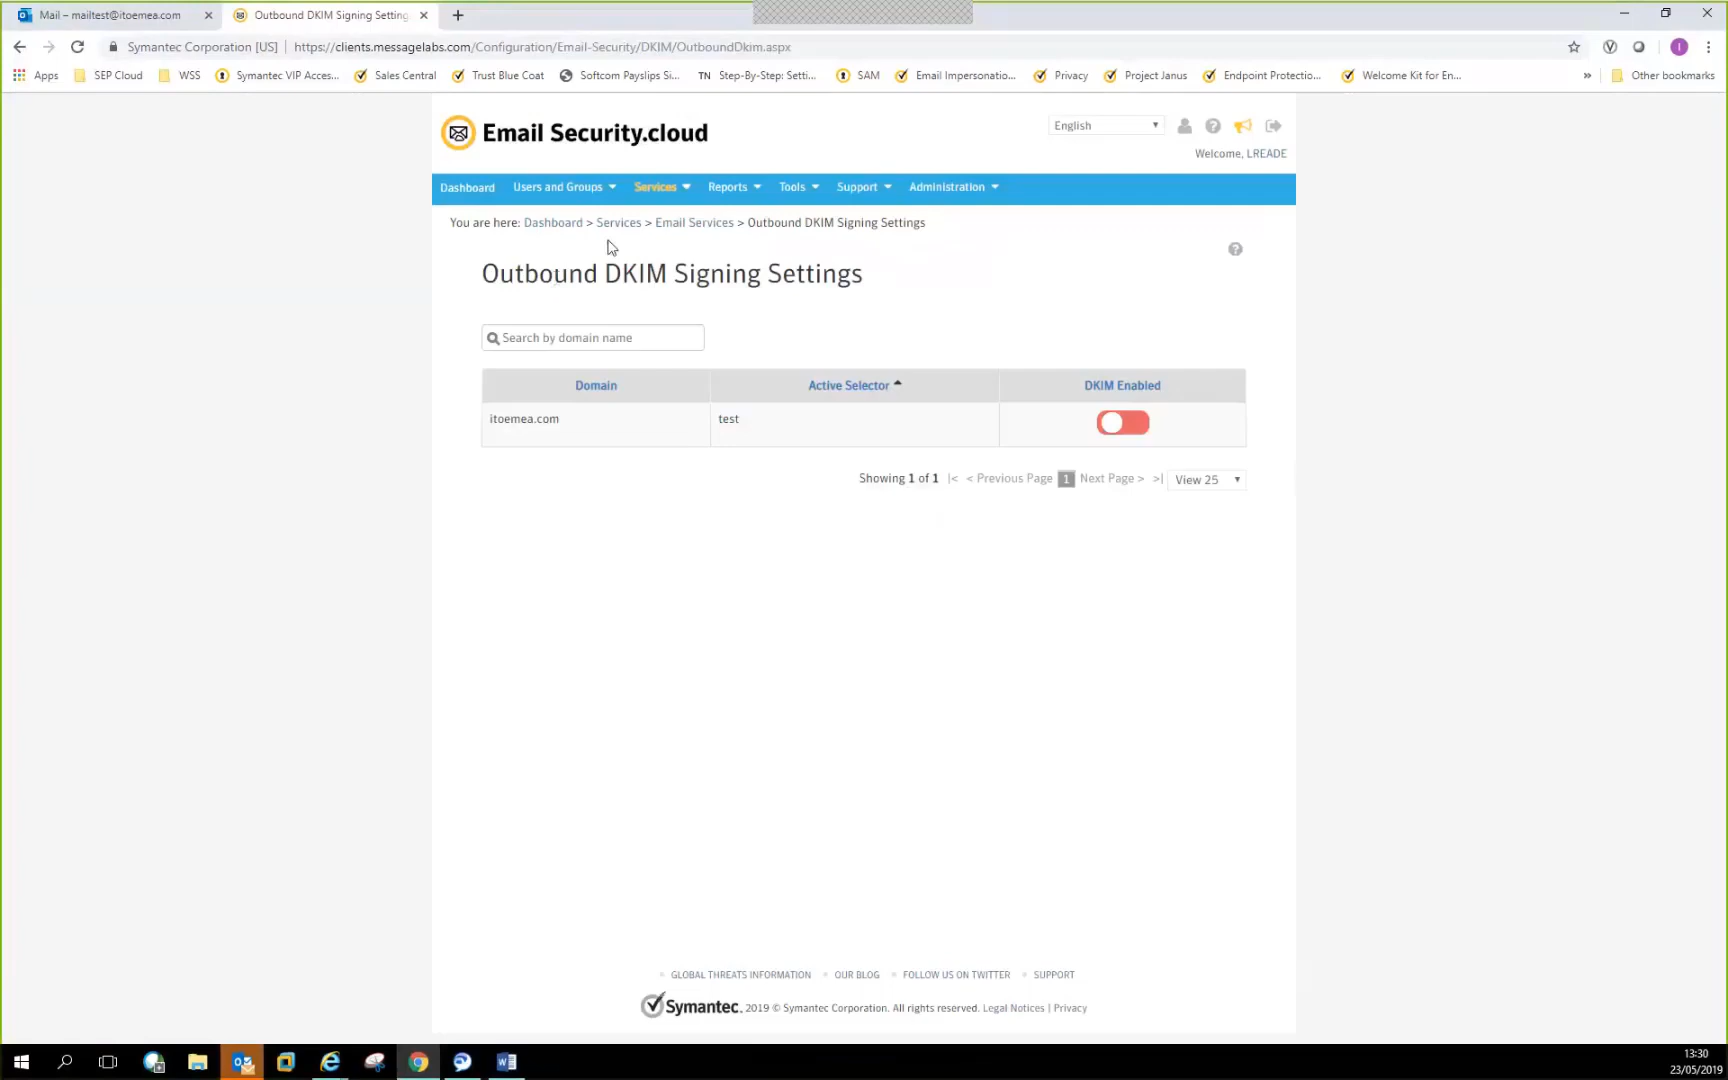 Mail – mailtest@itoemea.com
Outbound DKIM Signing Setting
Symantec Corporation [US] | https://clients.messagelabs.com/Configuration/Email-Security/DKIM/OutboundDkim.aspx
Apps SEP Cloud WSS Symantec VIP Acces... Sales Central Trust Blue Coat Softcom Payslips Si... TN Step-By-Step: Setti... SAM Email Impersonatio... Privacy Project Janus Endpoint Protectio... Welcome Kit for En... » Other bookmarks
Email Security.cloud
English
Welcome, LREADE
Dashboard Users and Groups Services Reports Tools Support Administration
You are here: Dashboard > Services > Email Services > Outbound DKIM Signing Settings
Outbound DKIM Signing Settings
Search by domain name
Domain Active Selector DKIM Enabled
itoemea.com test
Showing 1 of 1 |< < Previous Page 1 Next Page > >| View 25
GLOBAL THREATS INFORMATION OUR BLOG FOLLOW US ON TWITTER SUPPORT
Symantec. 2019 © Symantec Corporation. All rights reserved. Legal Notices | Privacy
13:30
23/05/2019